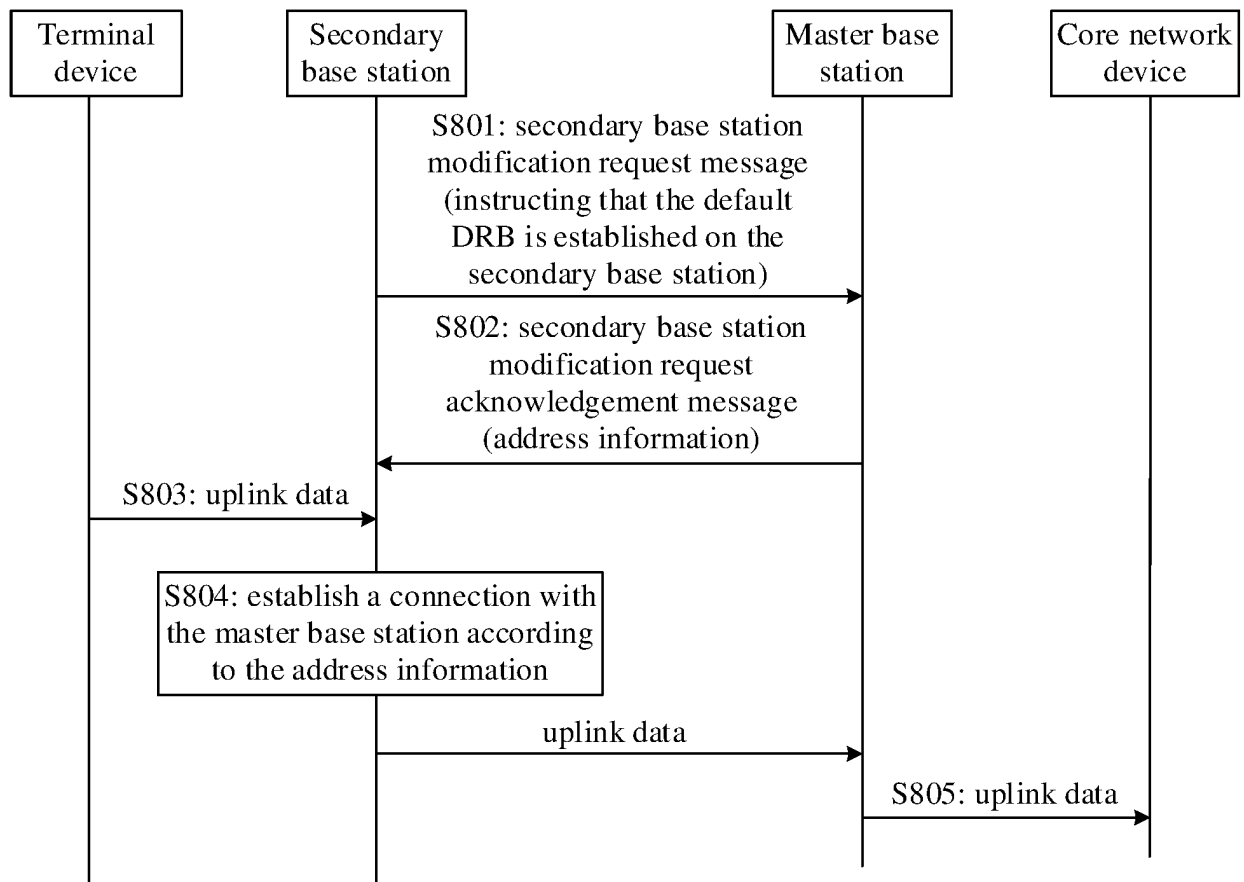 Terminal
device
Secondary
base station
Master base
station
Core network
device
S801: secondary base station
modification request message
(instructing that the default
DRB is established on the
secondary base station)
S802: secondary base station
modification request
acknowledgement message
(address information)
S803: uplink data
S804: establish a connection with
the master base station according
to the address information
uplink data
S805: uplink data